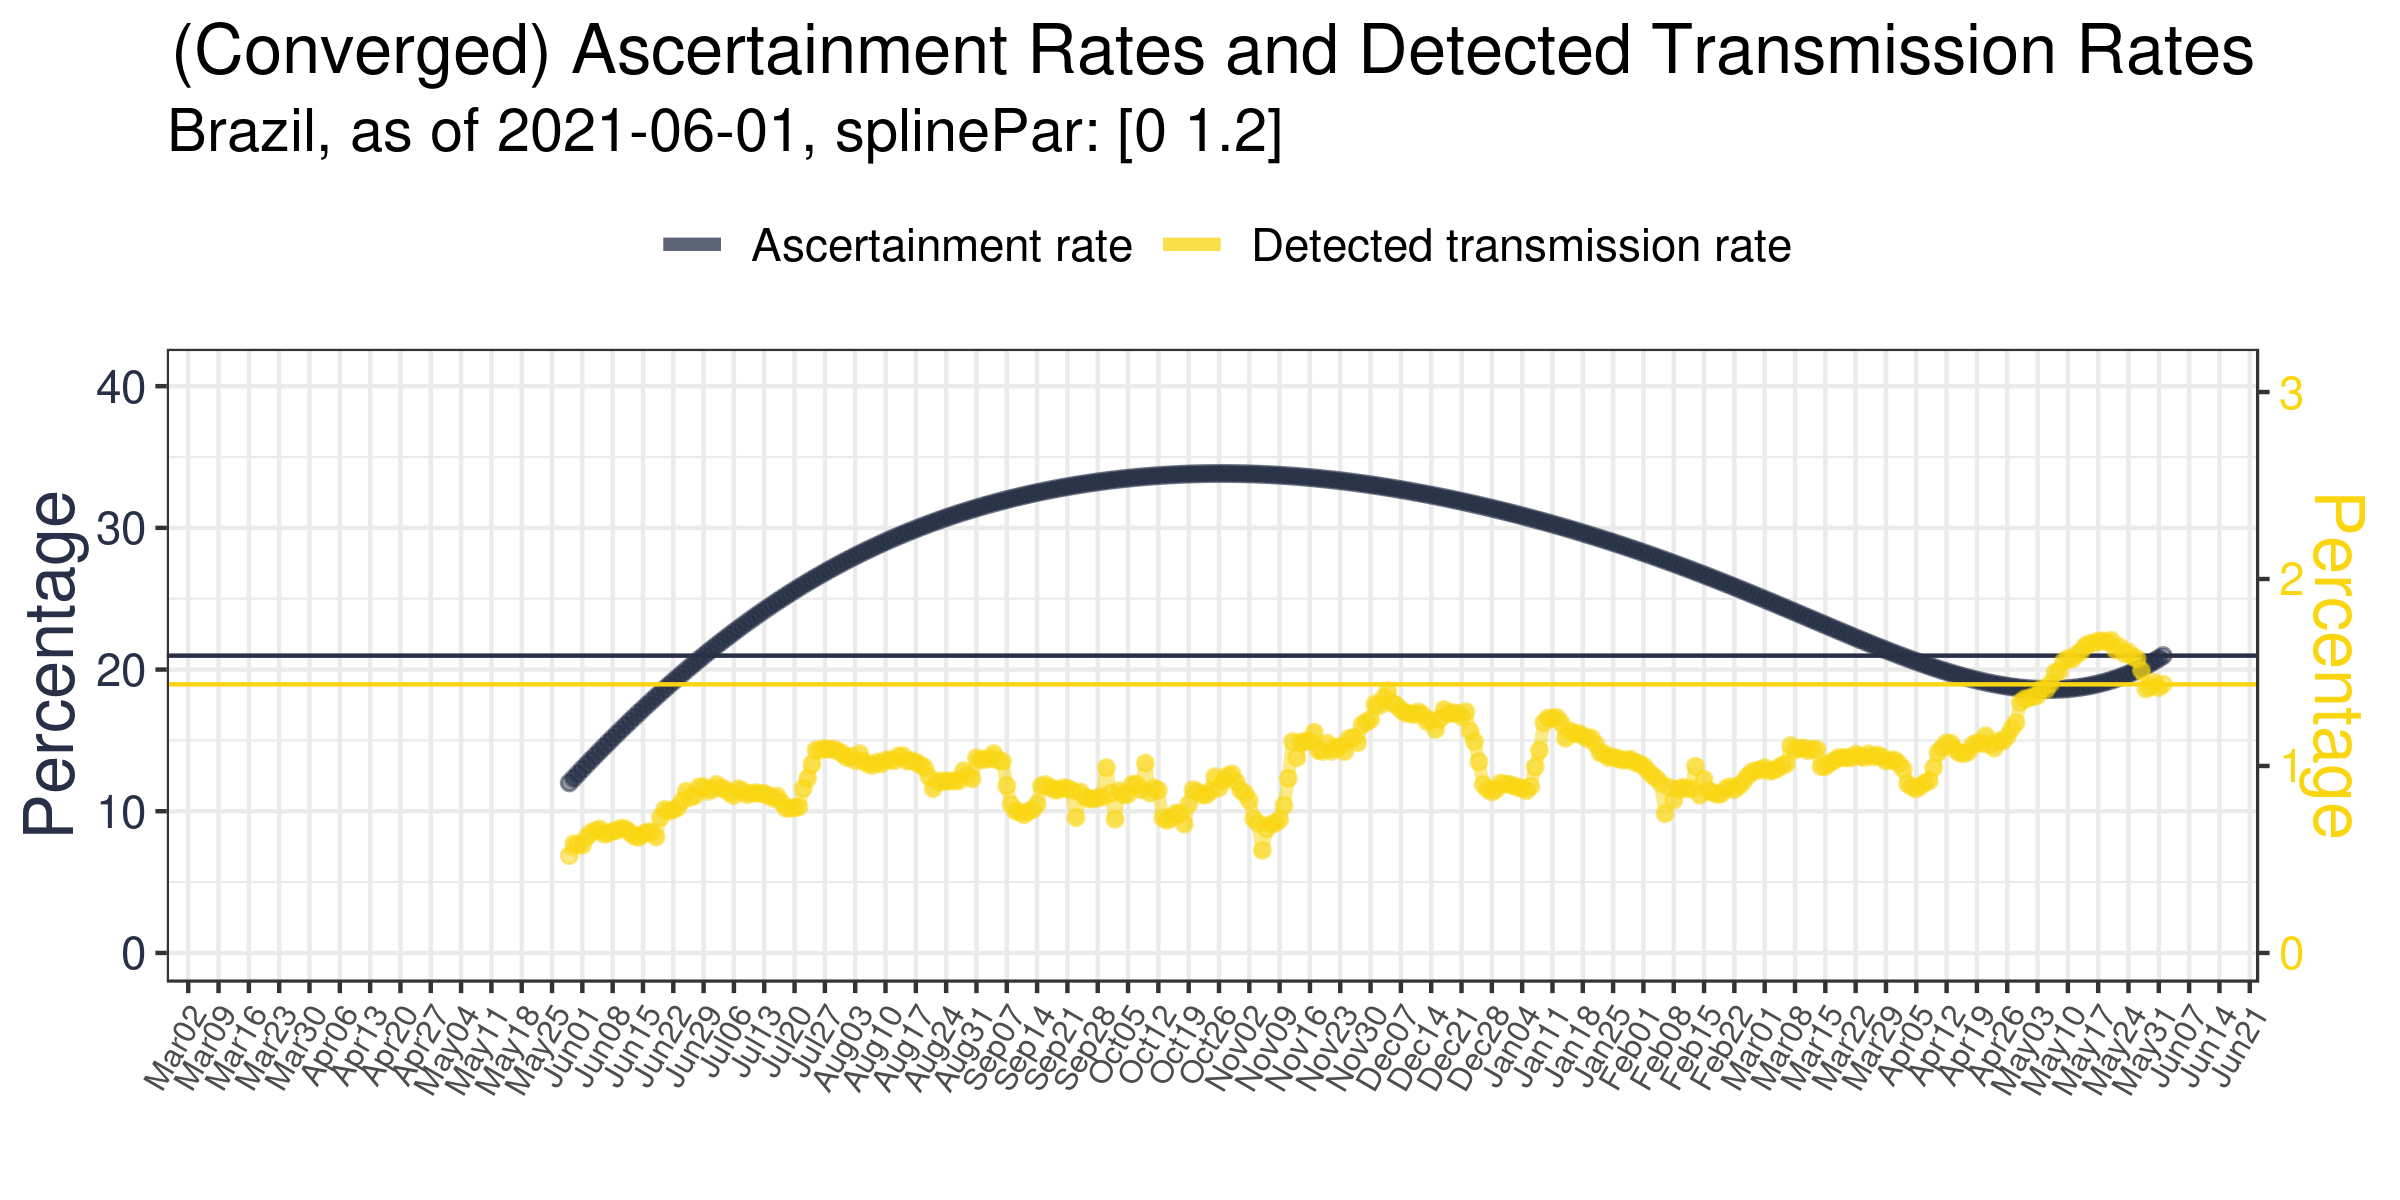 (Converged) Ascertainment Rates and Detected Transmission Rates
Brazil, as of 2021-06-01, splinePar: [0 1.2]
Ascertainment rate
Detected transmission rate
Percentage
40
30
20
10
0
3
2
1
0
Percentage
Mar02
Mar09
Mar16
Mar23
Mar30
Apr06
Apr13
Apr20
Apr27
May04
May11
May18
May25
Jun01
Jun08
Jun15
Jun22
Jun29
Jul06
Jul13
Jul20
Jul27
Aug03
Aug10
Aug17
Aug24
Aug31
Sep07
Sep14
Sep21
Sep28
Oct05
Oct12
Oct19
Oct26
Nov02
Nov09
Nov16
Nov23
Nov30
Dec07
Dec14
Dec21
Dec28
Jan04
Jan11
Jan18
Jan25
Feb01
Feb08
Feb15
Feb22
Mar01
Mar08
Mar15
Mar22
Mar29
Apr05
Apr12
Apr19
Apr26
May03
May10
May17
May24
May31
Jun07
Jun14
Jun21